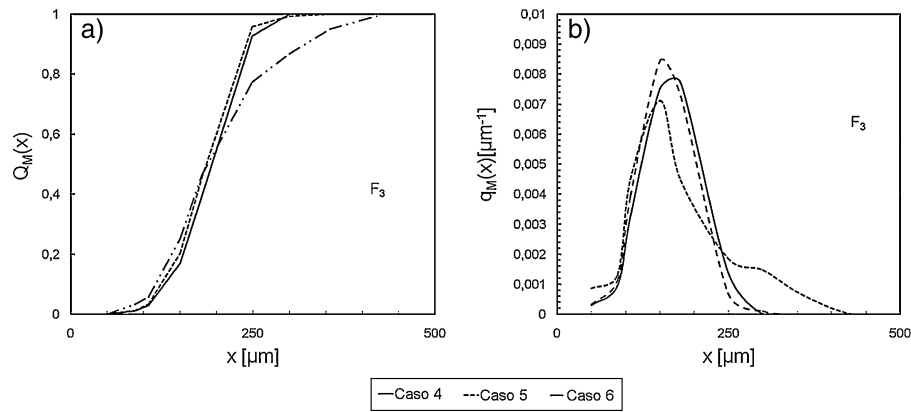 a)
1
0,8
0,6
0,4
0,2
0
Q_M(x)
F₃
0
250
500
x [µm]
b)
0,01
0,009
0,008
0,007
0,006
0,005
0,004
0,003
0,002
0,001
0
q_M(x)[µm⁻¹]
F₃
0
250
500
x [µm]
Caso 4 Caso 5 Caso 6